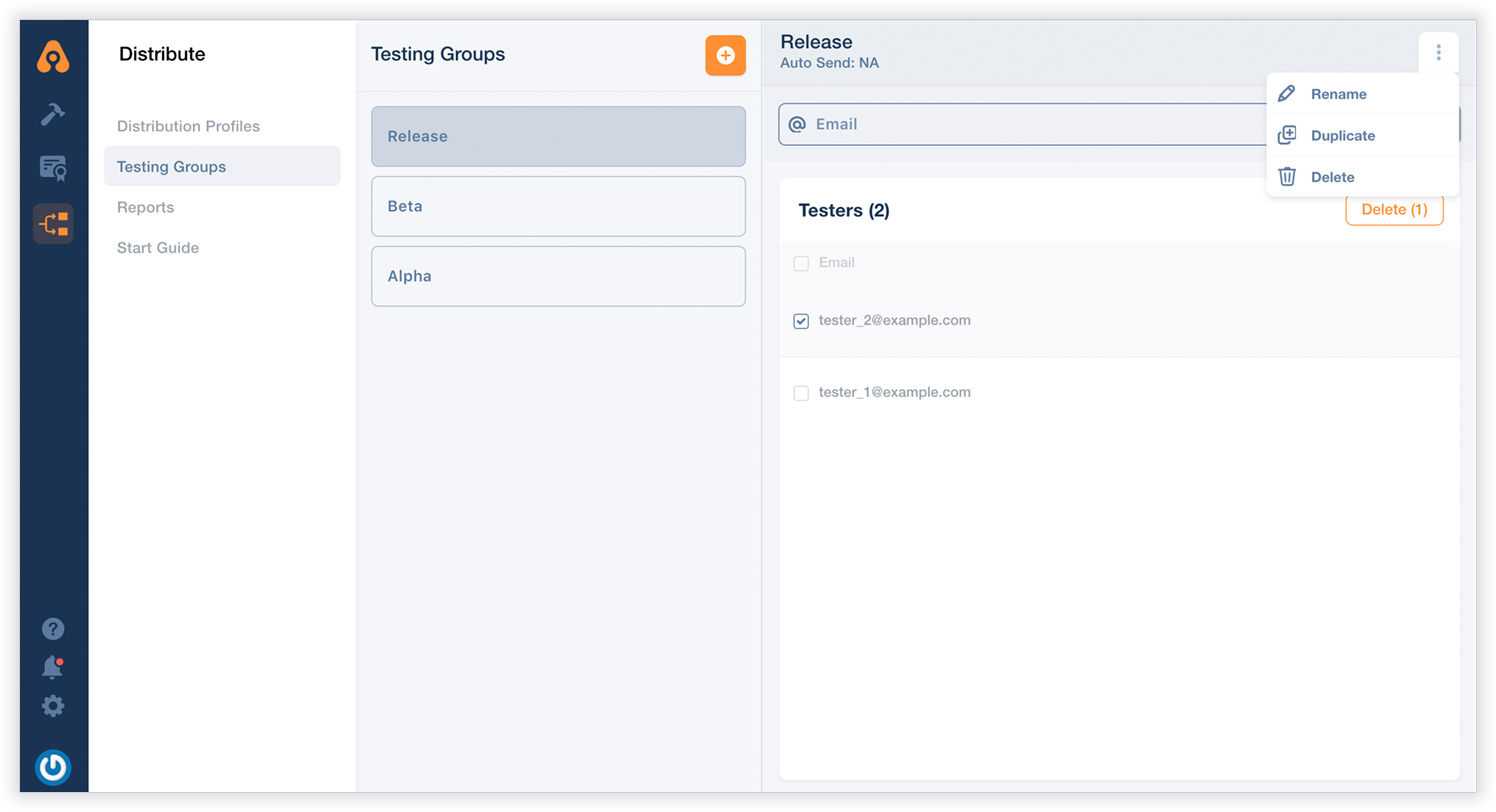 Distribute
Distribution Profiles
Testing Groups
Reports
Start Guide
Testing Groups
Release
Beta
Alpha
Release
Auto Send: NA
Rename
Duplicate
Delete
@ Email
Testers (2)
Delete (1)
Email
tester_2@example.com
tester_1@example.com